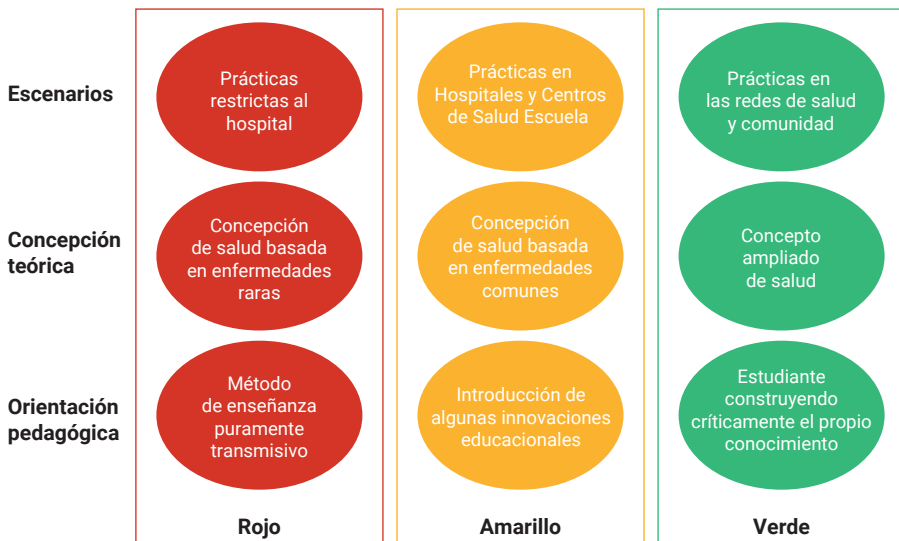 Escenarios
Prácticas
restrictas al
hospital
Prácticas en
Hospitales y Centros
de Salud Escuela
Prácticas en
las redes de salud
y comunidad
Concepción
teórica
Concepción
de salud basada
en enfermedades
raras
Concepción
de salud basada
en enfermedades
comunes
Concepto
ampliado
de salud
Orientación
pedagógica
Método
de enseñanza
puramente
transmisivo
Introducción de
algunas innovaciones
educacionales
Estudiante
construyendo
críticamente el propio
conocimiento
Rojo
Amarillo
Verde